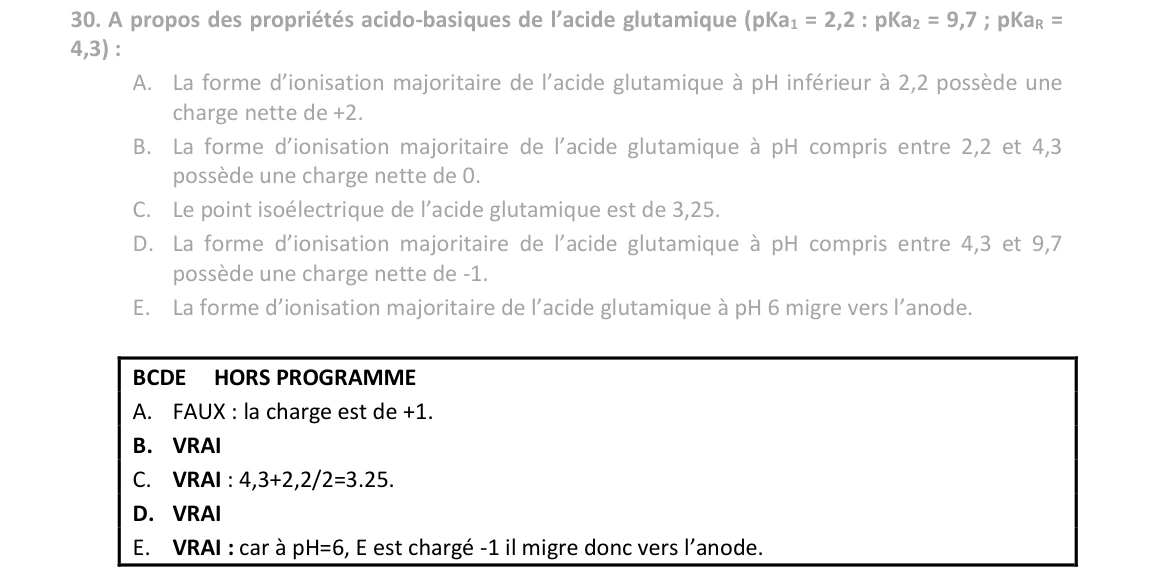 30. A propos des propriétés acido-basiques de l’acide glutamique (pKa₁ = 2,2 : pKa₂ = 9,7 ; pKaR =
4,3) :
A. La forme d’ionisation majoritaire de l’acide glutamique à pH inférieur à 2,2 possède une
charge nette de +2.
B. La forme d’ionisation majoritaire de l’acide glutamique à pH compris entre 2,2 et 4,3
possède une charge nette de 0.
C. Le point isoélectrique de l’acide glutamique est de 3,25.
D. La forme d’ionisation majoritaire de l’acide glutamique à pH compris entre 4,3 et 9,7
possède une charge nette de -1.
E. La forme d’ionisation majoritaire de l’acide glutamique à pH 6 migre vers l’anode.
BCDE HORS PROGRAMME
A. FAUX : la charge est de +1.
B. VRAI
C. VRAI : 4,3+2,2/2=3.25.
D. VRAI
E. VRAI : car à pH=6, E est chargé -1 il migre donc vers l’anode.